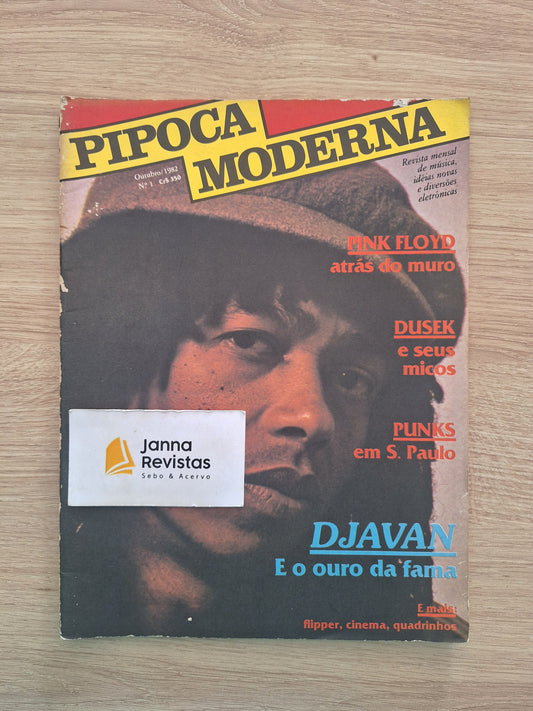 PIPOCA
MODERNA
Outubro/1982
Nº 1 Cr$ 350
Revista mensal
de música,
idéias novas
e diversões
eletrônicas
PINK FLOYD
atrás do muro
DUSEK
e seus
micos
PUNKS
em S. Paulo
Janna
Revistas
Sebo & Acervo
DJAVAN
E o ouro da fama
E mais:
flipper, cinema, quadrinhos